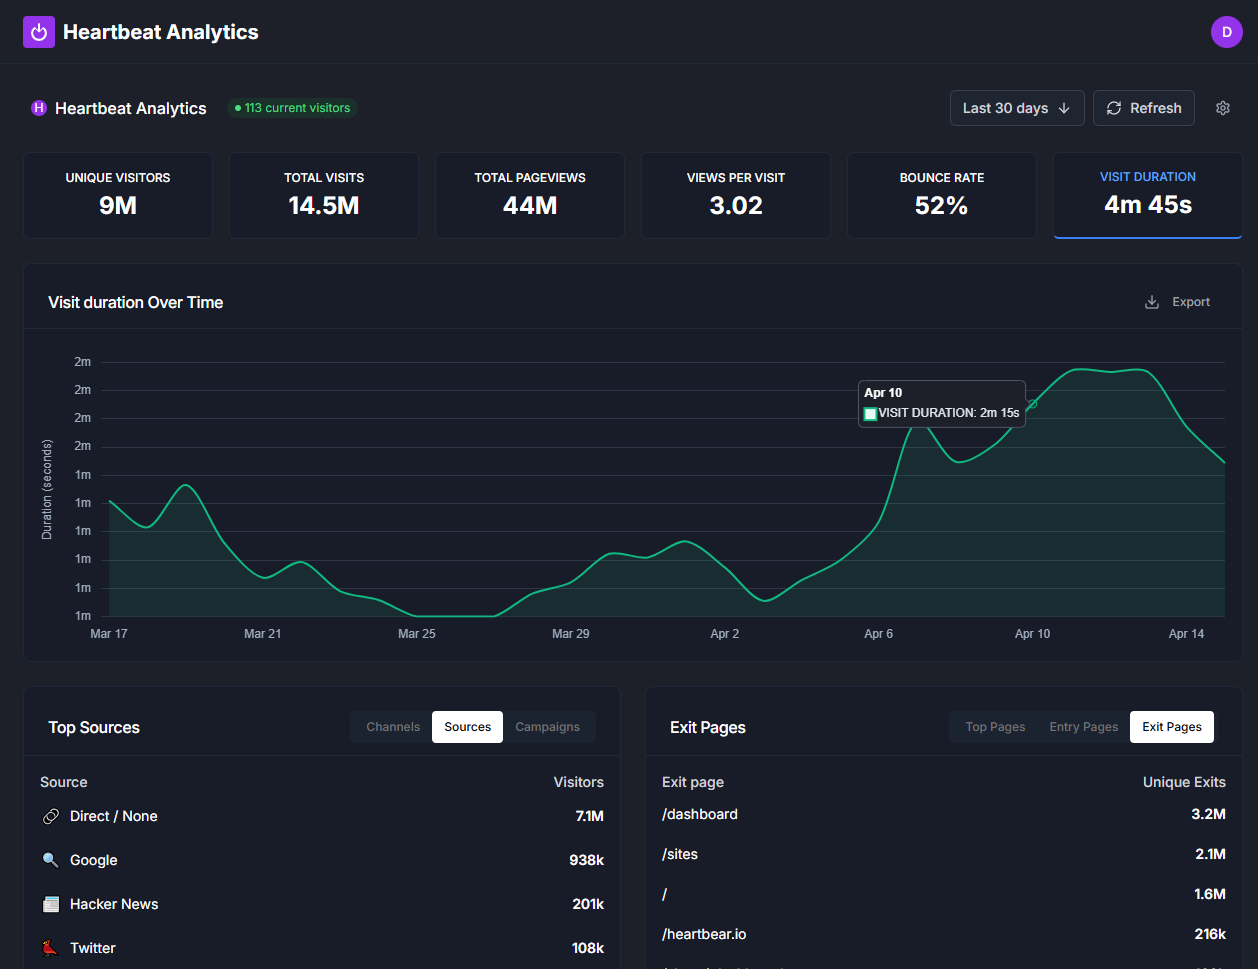 Heartbeat Analytics
D
H Heartbeat Analytics
113 current visitors
Last 30 days
Refresh
UNIQUE VISITORS
9M
TOTAL VISITS
14.5M
TOTAL PAGEVIEWS
44M
VIEWS PER VISIT
3.02
BOUNCE RATE
52%
VISIT DURATION
4m 45s
Visit duration Over Time
Export
Duration (seconds)
2m
2m
2m
2m
1m
1m
1m
1m
1m
1m
Apr 10
VISIT DURATION: 2m 15s
Mar 17 Mar 21 Mar 25 Mar 29 Apr 2 Apr 6 Apr 10 Apr 14
Top Sources
Channels Sources Campaigns
Source Visitors
Direct / None 7.1M
Google 938k
Hacker News 201k
Twitter 108k
Exit Pages
Top Pages Entry Pages Exit Pages
Exit page Unique Exits
/dashboard 3.2M
/sites 2.1M
/ 1.6M
/heartbear.io 216k